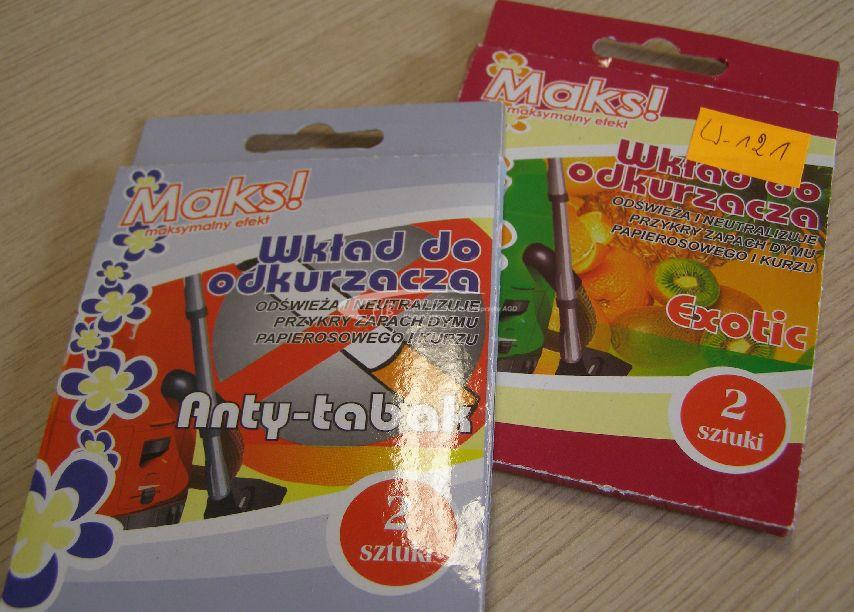 Maks!
maksymalny efekt
Wkład do
odkurzacza
ODŚWIEŻA I NEUTRALIZUJE
PRZYKRY ZAPACH DYMU
PAPIEROSOWEGO I KURZU
Anty-tabak
2
sztuki
Maks!
maksymalny efekt
W-121
Wkład do
odkurzacza
ODŚWIEŻA I NEUTRALIZUJE
PRZYKRY ZAPACH DYMU
PAPIEROSOWEGO I KURZU
Exotic
2
sztuki
AGD